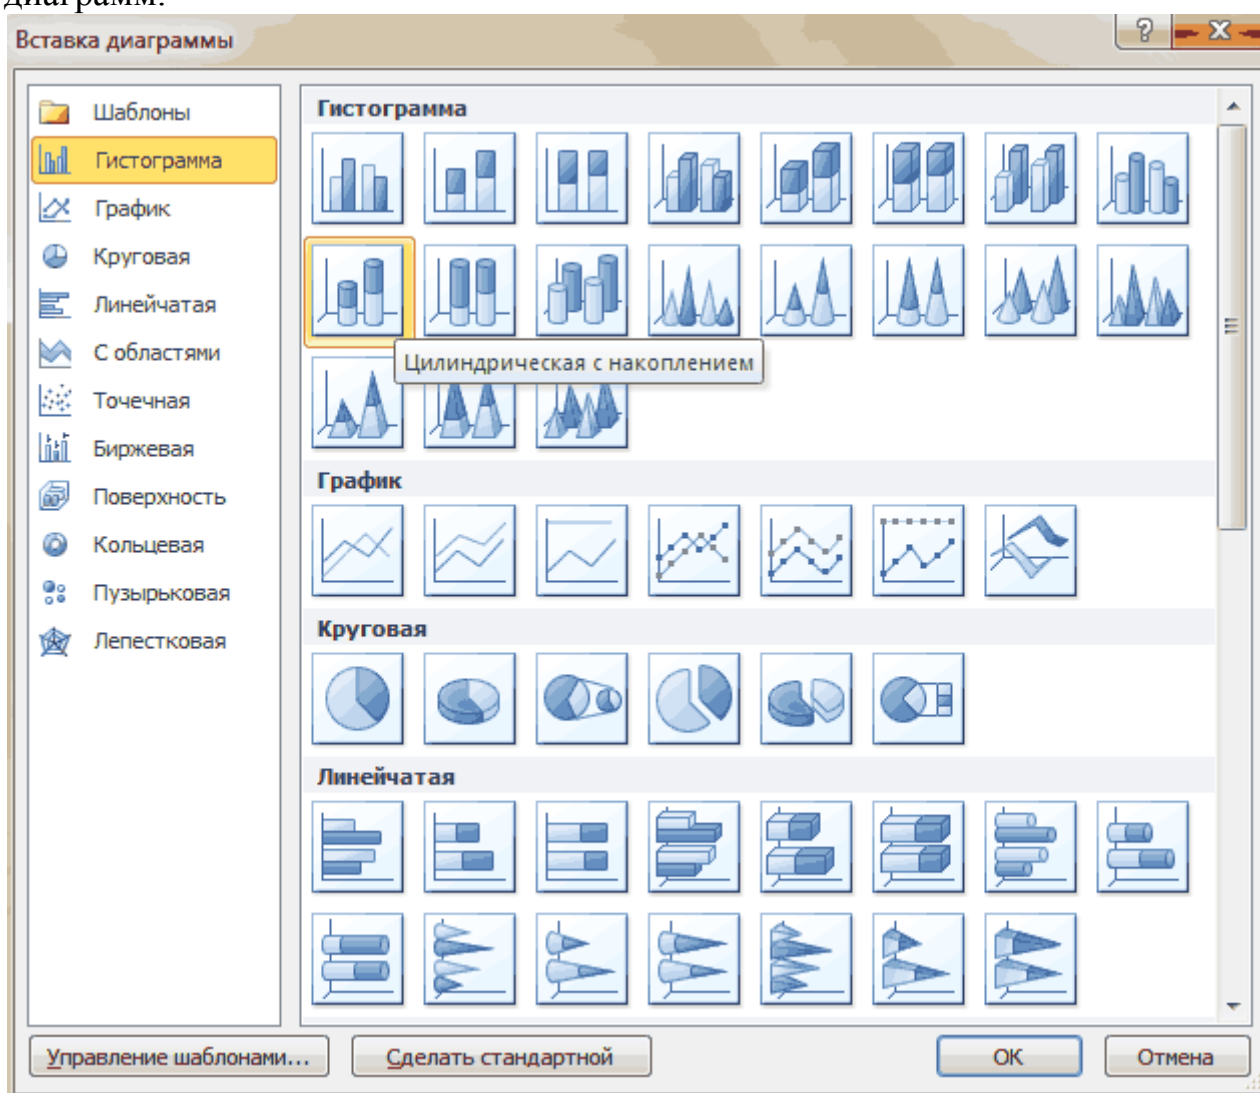 диаграмм.
Вставка диаграммы
?
Шаблоны
Гистограмма
График
Круговая
Линейчатая
С областями
Точечная
Биржевая
Поверхность
Кольцевая
Пузырьковая
Лепестковая
Гистограмма
Цилиндрическая с накоплением
График
Круговая
Линейчатая
Управление шаблонами...
Сделать стандартной
ОК
Отмена